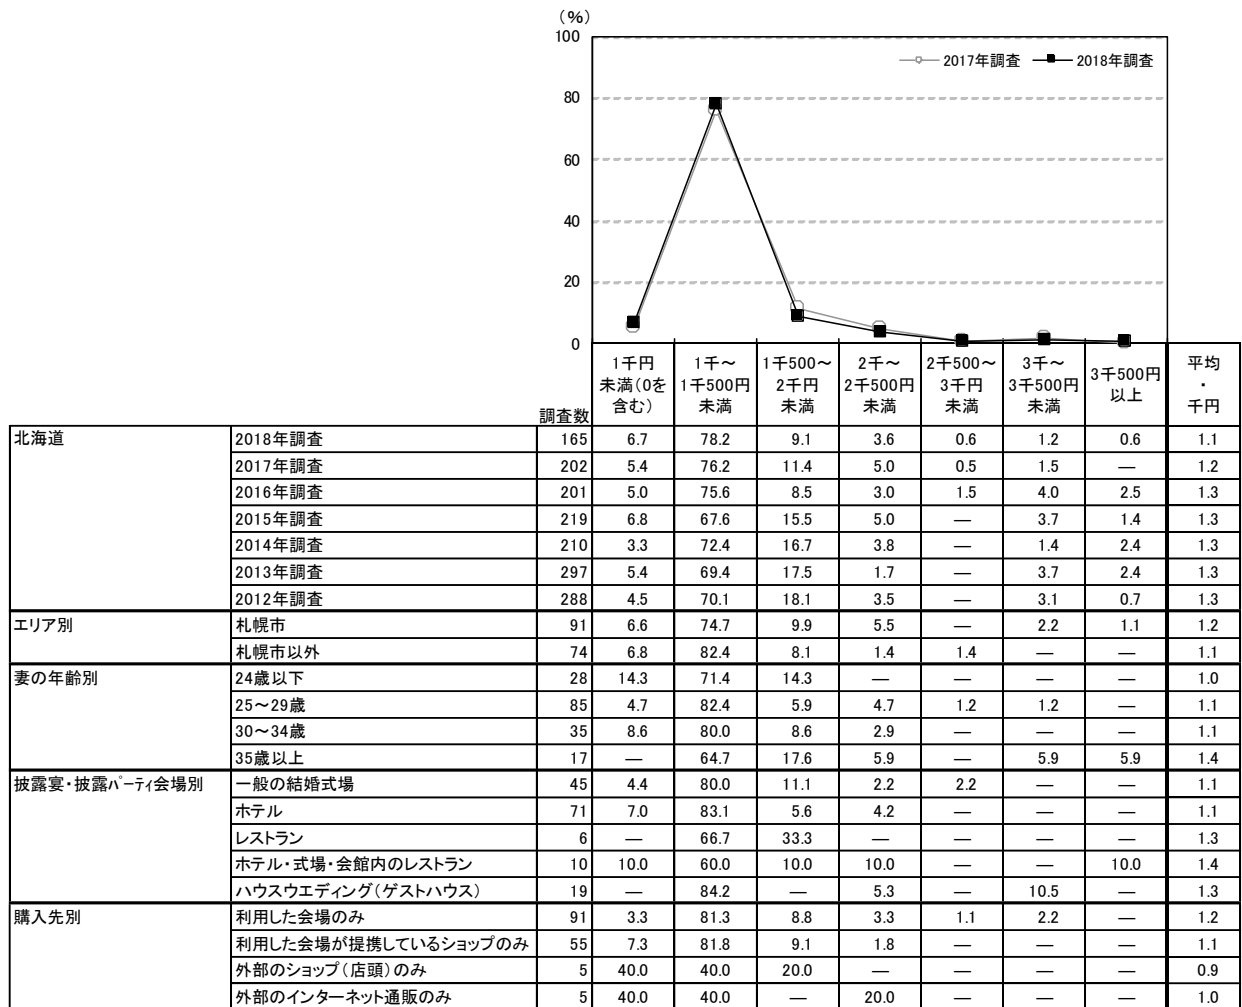 （％）
100
80
60
40
20
0
2017年調査 2018年調査
調査数 1千円未満（0を含む） 1千～1千500円未満 1千500～2千円未満 2千～2千500円未満 2千500～3千円未満 3千～3千500円未満 3千500円以上 平均・千円
北海道 2018年調査 165 6.7 78.2 9.1 3.6 0.6 1.2 0.6 1.1
2017年調査 202 5.4 76.2 11.4 5.0 0.5 1.5 ― 1.2
2016年調査 201 5.0 75.6 8.5 3.0 1.5 4.0 2.5 1.3
2015年調査 219 6.8 67.6 15.5 5.0 ― 3.7 1.4 1.3
2014年調査 210 3.3 72.4 16.7 3.8 ― 1.4 2.4 1.3
2013年調査 297 5.4 69.4 17.5 1.7 ― 3.7 2.4 1.3
2012年調査 288 4.5 70.1 18.1 3.5 ― 3.1 0.7 1.3
エリア別 札幌市 91 6.6 74.7 9.9 5.5 ― 2.2 1.1 1.2
札幌市以外 74 6.8 82.4 8.1 1.4 1.4 ― ― 1.1
妻の年齢別 24歳以下 28 14.3 71.4 14.3 ― ― ― ― 1.0
25～29歳 85 4.7 82.4 5.9 4.7 1.2 1.2 ― 1.1
30～34歳 35 8.6 80.0 8.6 2.9 ― ― ― 1.1
35歳以上 17 ― 64.7 17.6 5.9 ― 5.9 5.9 1.4
披露宴・披露パーティ会場別 一般の結婚式場 45 4.4 80.0 11.1 2.2 2.2 ― ― 1.1
ホテル 71 7.0 83.1 5.6 4.2 ― ― ― 1.1
レストラン 6 ― 66.7 33.3 ― ― ― ― 1.3
ホテル・式場・会館内のレストラン 10 10.0 60.0 10.0 10.0 ― ― 10.0 1.4
ハウスウエディング（ゲストハウス） 19 ― 84.2 ― 5.3 ― 10.5 ― 1.3
購入先別 利用した会場のみ 91 3.3 81.3 8.8 3.3 1.1 2.2 ― 1.2
利用した会場が提携しているショップのみ 55 7.3 81.8 9.1 1.8 ― ― ― 1.1
外部のショップ（店頭）のみ 5 40.0 40.0 20.0 ― ― ― ― 0.9
外部のインターネット通販のみ 5 40.0 40.0 ― 20.0 ― ― ― 1.0